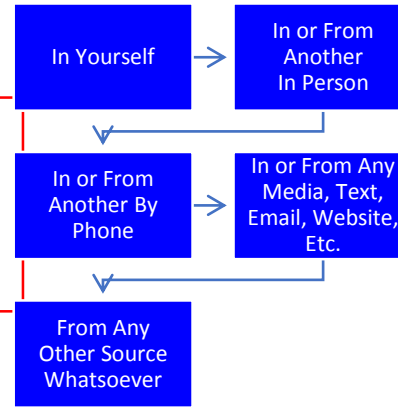 In Yourself
In or From
Another
In Person
In or From
Another By
Phone
In or From Any
Media, Text,
Email, Website,
Etc.
From Any
Other Source
Whatsoever